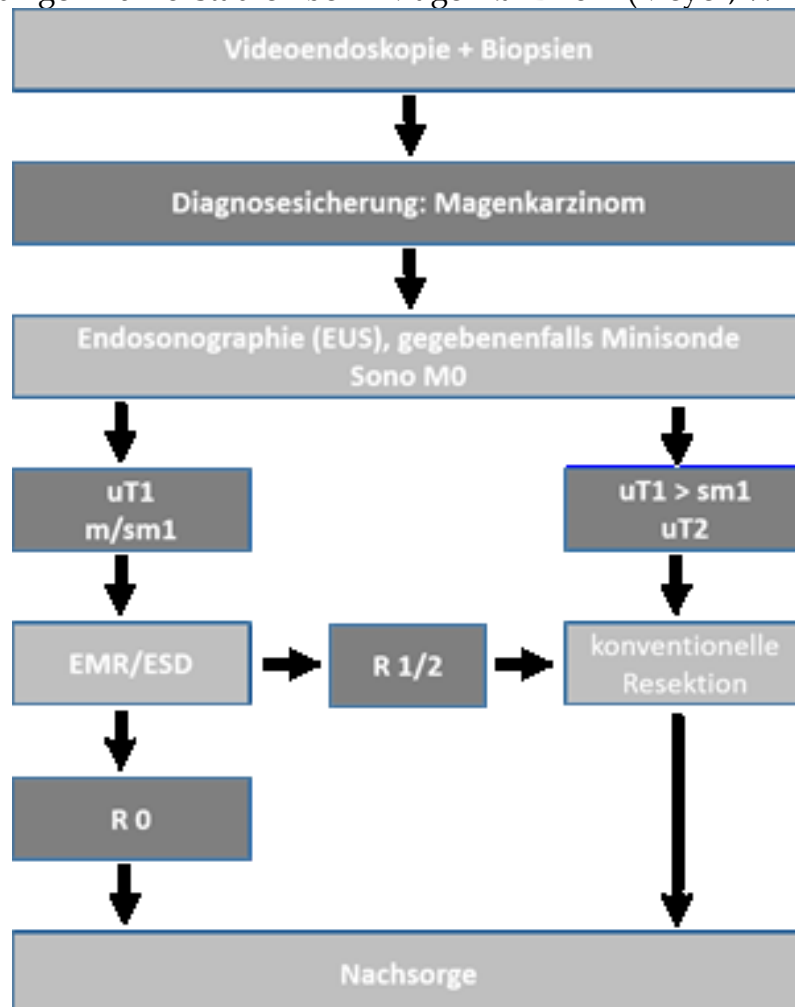 Videoendoskopie + Biopsien
Diagnosesicherung: Magenkarzinom
Endosonographie (EUS), gegebenenfalls Minisonde
Sono M0
uT1
m/sm1
uT1 > sm1
uT2
EMR/ESD
R 1/2
konventionelle
Resektion
R 0
Nachsorge